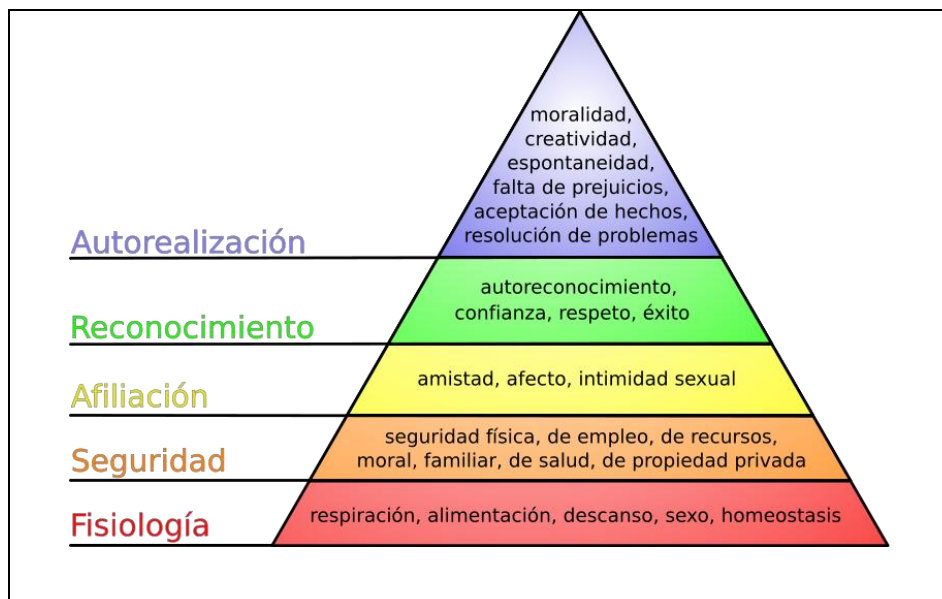 moralidad,
creatividad,
espontaneidad,
falta de prejuicios,
aceptación de hechos,
resolución de problemas
Autorealización
autoreconocimiento,
confianza, respeto, éxito
Reconocimiento
amistad, afecto, intimidad sexual
Afiliación
seguridad física, de empleo, de recursos,
moral, familiar, de salud, de propiedad privada
Seguridad
respiración, alimentación, descanso, sexo, homeostasis
Fisiología